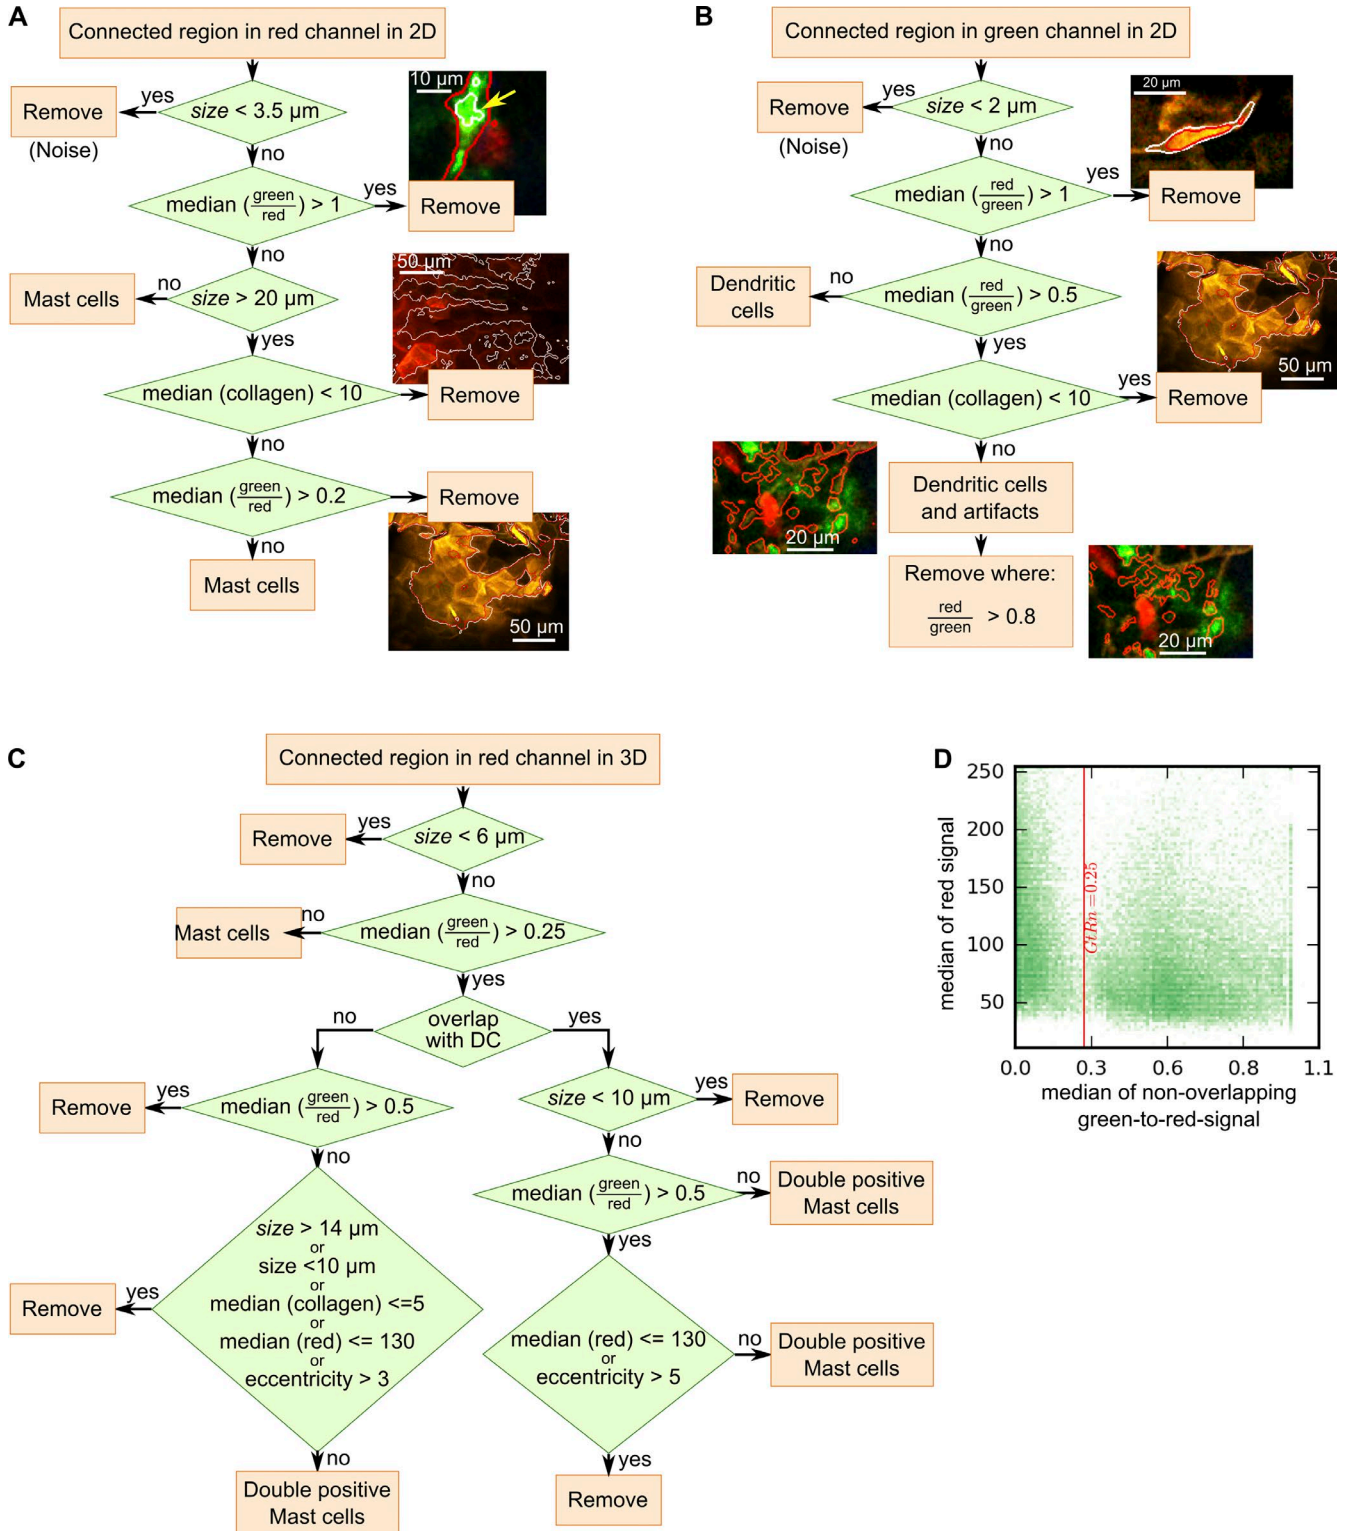 A
Connected region in red channel in 2D
yes
Remove
(Noise)
size < 3.5 µm
no
10 µm
median (green/red) > 1
yes
Remove
no
50 µm
no
Mast cells
size > 20 µm
yes
median (collagen) < 10
Remove
no
median (green/red) > 0.2
Remove
no
Mast cells
50 µm
B
Connected region in green channel in 2D
yes
Remove
(Noise)
size < 2 µm
no
20 µm
median (red/green) > 1
yes
Remove
no
no
Dendritic
cells
median (red/green) > 0.5
50 µm
yes
median (collagen) < 10
yes
Remove
no
20 µm
Dendritic cells
and artifacts
Remove where:
red/green > 0.8
20 µm
C
Connected region in red channel in 3D
yes
Remove
size < 6 µm
no
no
Mast cells
median (green/red) > 0.25
yes
no
overlap
with DC
yes
yes
Remove
median (green/red) > 0.5
no
size > 14 µm
or
size <10 µm
or
median (collagen) <=5
or
median (red) <= 130
or
eccentricity > 3
yes
Remove
no
Double positive
Mast cells
size < 10 µm
yes
Remove
no
median (green/red) > 0.5
no
Double positive
Mast cells
yes
median (red) <= 130
or
eccentricity > 5
no
Double positive
Mast cells
yes
Remove
D
250
200
150
100
50
median of red signal
GtRn = 0.25
0.0 0.3 0.6 0.8 1.1
median of non-overlapping
green-to-red-signal